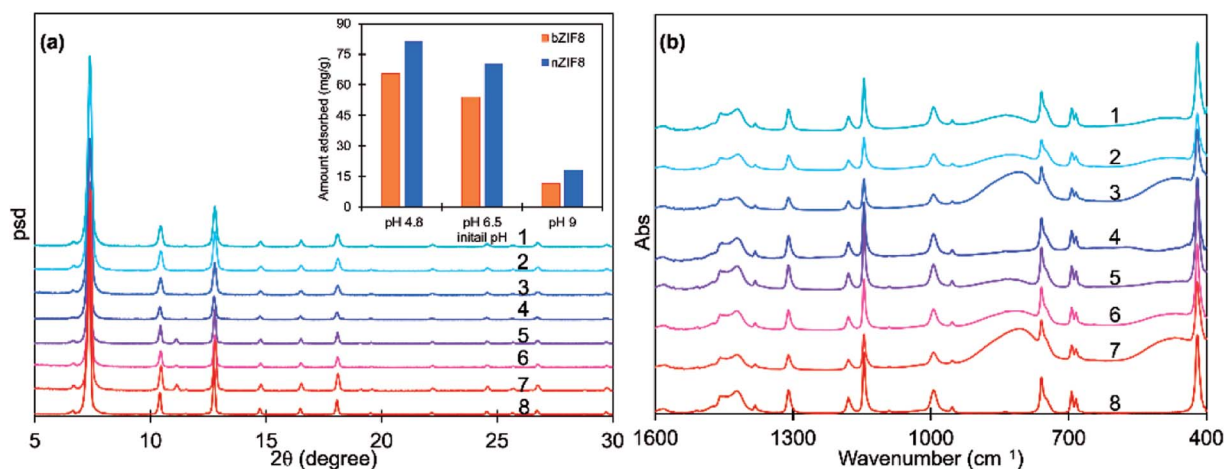 (a)
Amount adsorbed (mg/g)
90
75
60
45
30
15
0
bZIF8
nZIF8
pH 4.8
pH 6.5
initail pH
pH 9
psd
1
2
3
4
5
6
7
8
5
10
15
20
25
30
2θ (degree)
(b)
Abs
1
2
3
4
5
6
7
8
1600
1300
1000
700
400
Wavenumber (cm⁻¹)